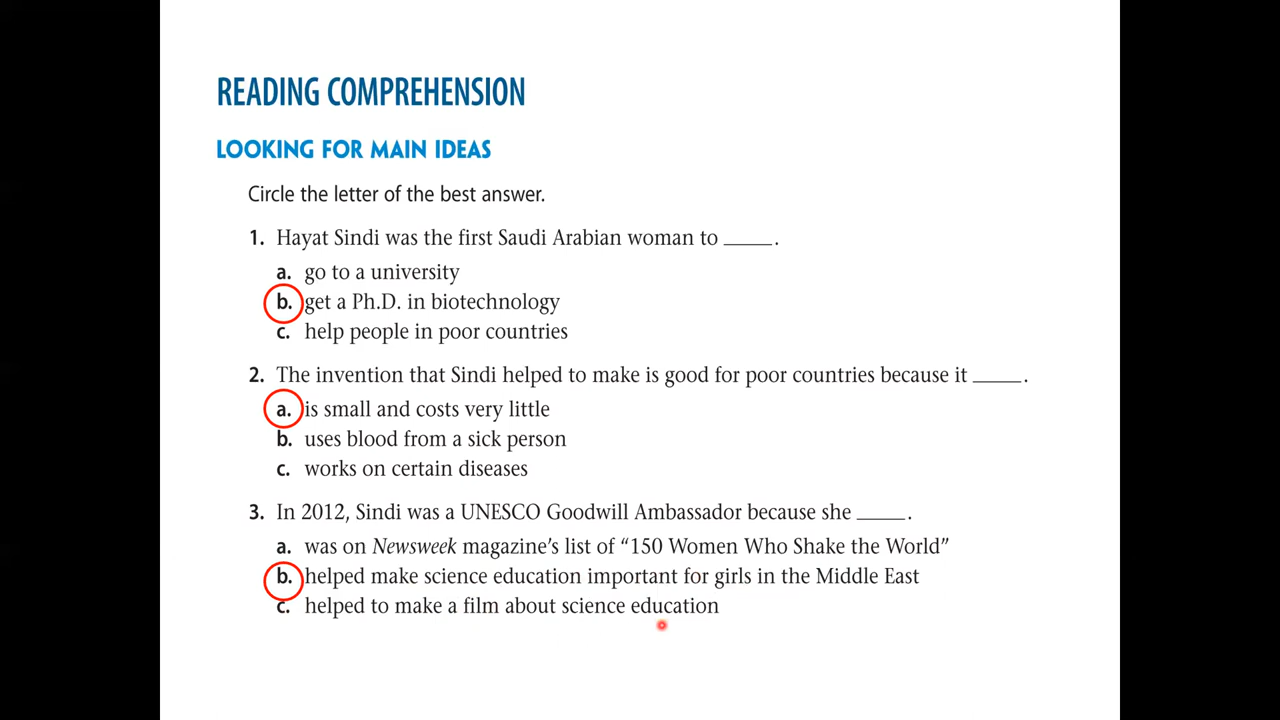 READING COMPREHENSION
LOOKING FOR MAIN IDEAS
Circle the letter of the best answer.
1. Hayat Sindi was the first Saudi Arabian woman to _____.
a. go to a university
b. get a Ph.D. in biotechnology
c. help people in poor countries
2. The invention that Sindi helped to make is good for poor countries because it _____.
a. is small and costs very little
b. uses blood from a sick person
c. works on certain diseases
3. In 2012, Sindi was a UNESCO Goodwill Ambassador because she _____.
a. was on Newsweek magazine’s list of “150 Women Who Shake the World”
b. helped make science education important for girls in the Middle East
c. helped to make a film about science education